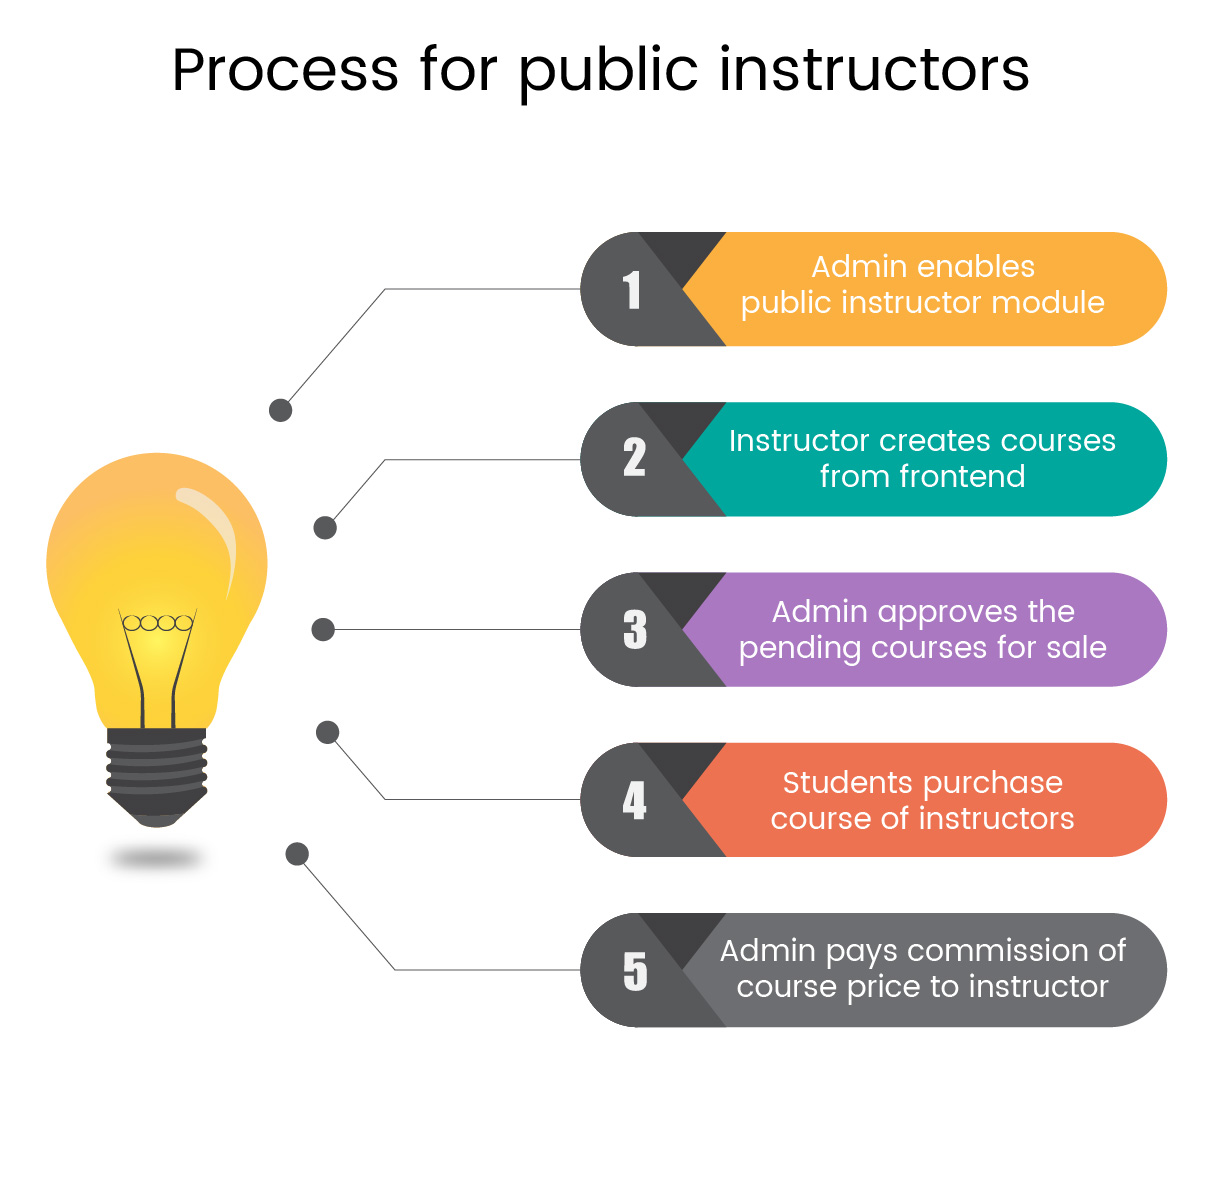 Process for public instructors
1
Admin enables
public instructor module
2
Instructor creates courses
from frontend
3
Admin approves the
pending courses for sale
4
Students purchase
course of instructors
5
Admin pays commission of
course price to instructor